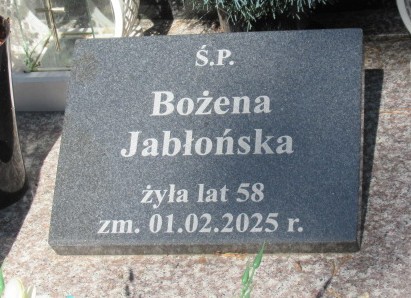 Ś.P.
Bożena
Jabłońska
żyła lat 58
zm. 01.02.2025 r.